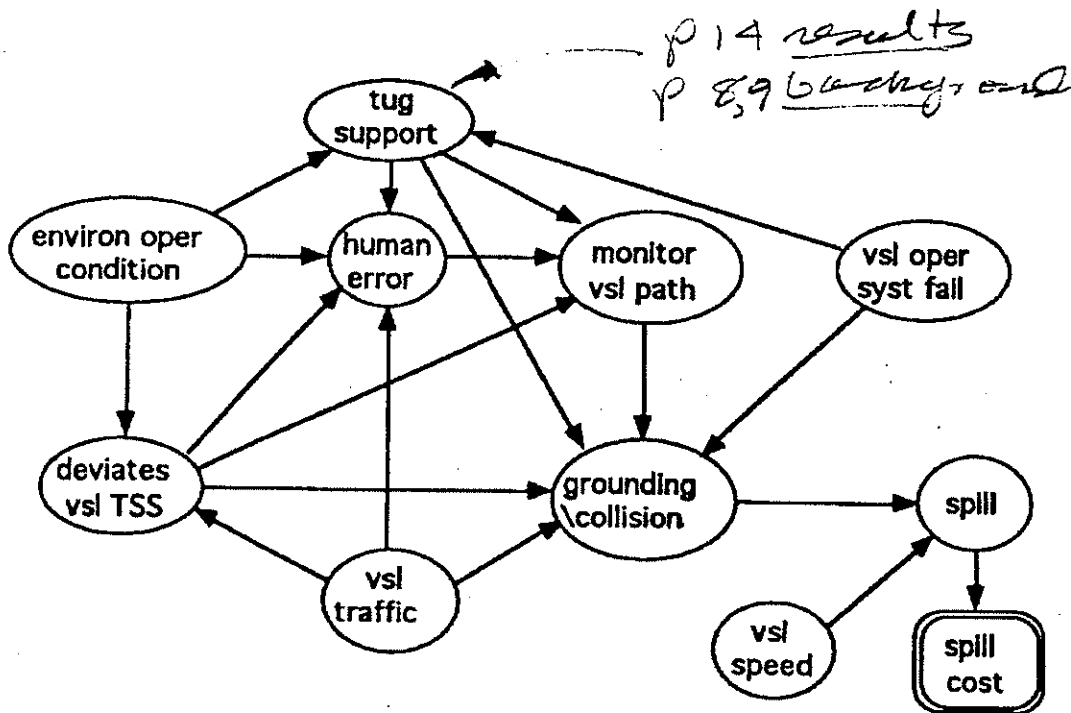 p 14 results
p 8,9 background
tug
support
environ oper
condition
human
error
monitor
vsl path
vsl oper
syst fail
deviates
vsl TSS
grounding
\collision
spill
vsl
traffic
vsl
speed
spill
cost